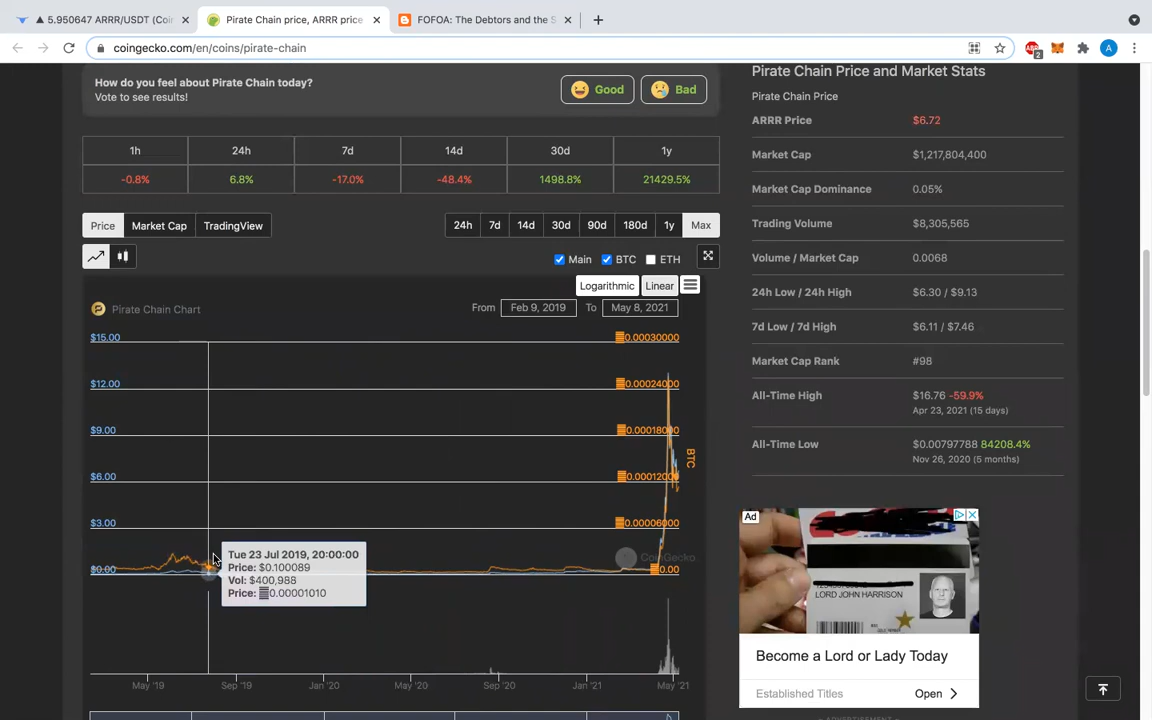 ▲ 5.950647 ARRR/USDT (Coi
Pirate Chain price, ARRR price
FOFOA: The Debtors and the S
coingecko.com/en/coins/pirate-chain
ABP
2
A
How do you feel about Pirate Chain today?
Vote to see results!
Good
Bad
1h 24h 7d 14d 30d 1y
-0.8% 6.8% -17.0% -48.4% 1498.8% 21429.5%
Price Market Cap TradingView
24h 7d 14d 30d 90d 180d 1y Max
Main BTC ETH
Logarithmic Linear
Pirate Chain Chart
From Feb 9, 2019 To May 8, 2021
$15.00 0.00030000
$12.00 0.00024000
$9.00 0.00018000
$6.00 0.00012000
$3.00 0.00006000
$0.00 0.00
BTC
CoinGecko
Tue 23 Jul 2019, 20:00:00
Price: $0.100089
Vol: $400,988
Price: 0.00001010
May '19 Sep '19 Jan '20 May '20 Sep '20 Jan '21 May '21
Pirate Chain Price and Market Stats
Pirate Chain Price
ARRR Price $6.72
Market Cap $1,217,804,400
Market Cap Dominance 0.05%
Trading Volume $8,305,565
Volume / Market Cap 0.0068
24h Low / 24h High $6.30 / $9.13
7d Low / 7d High $6.11 / $7.46
Market Cap Rank #98
All-Time High $16.76 -59.9%
Apr 23, 2021 (15 days)
All-Time Low $0.00797788 84208.4%
Nov 26, 2020 (5 months)
Ad
LORD JOHN HARRISON
Become a Lord or Lady Today
Established Titles Open
ADVERTISEMENT